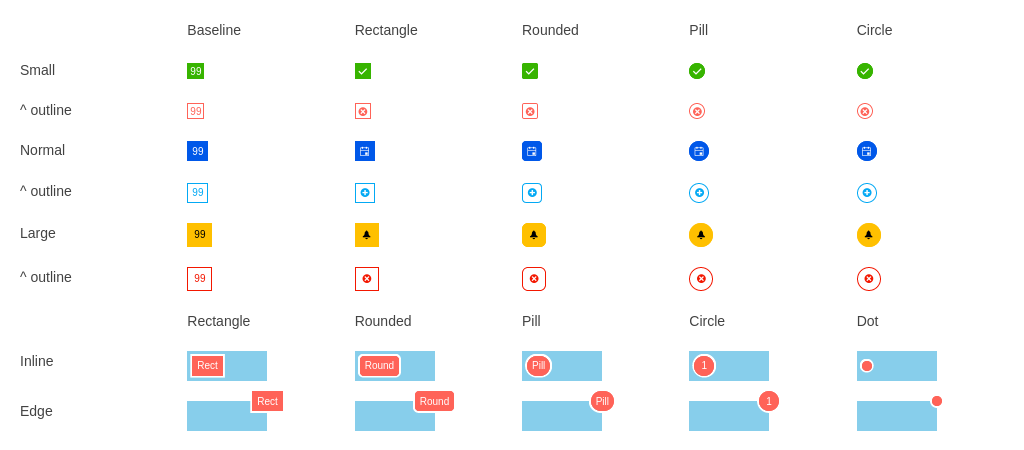 Baseline Rectangle Rounded Pill Circle
Small 99
^ outline 99
Normal 99
^ outline 99
Large 99
^ outline 99
Rectangle Rounded Pill Circle Dot
Inline Rect Round Pill 1
Edge Rect Round Pill 1